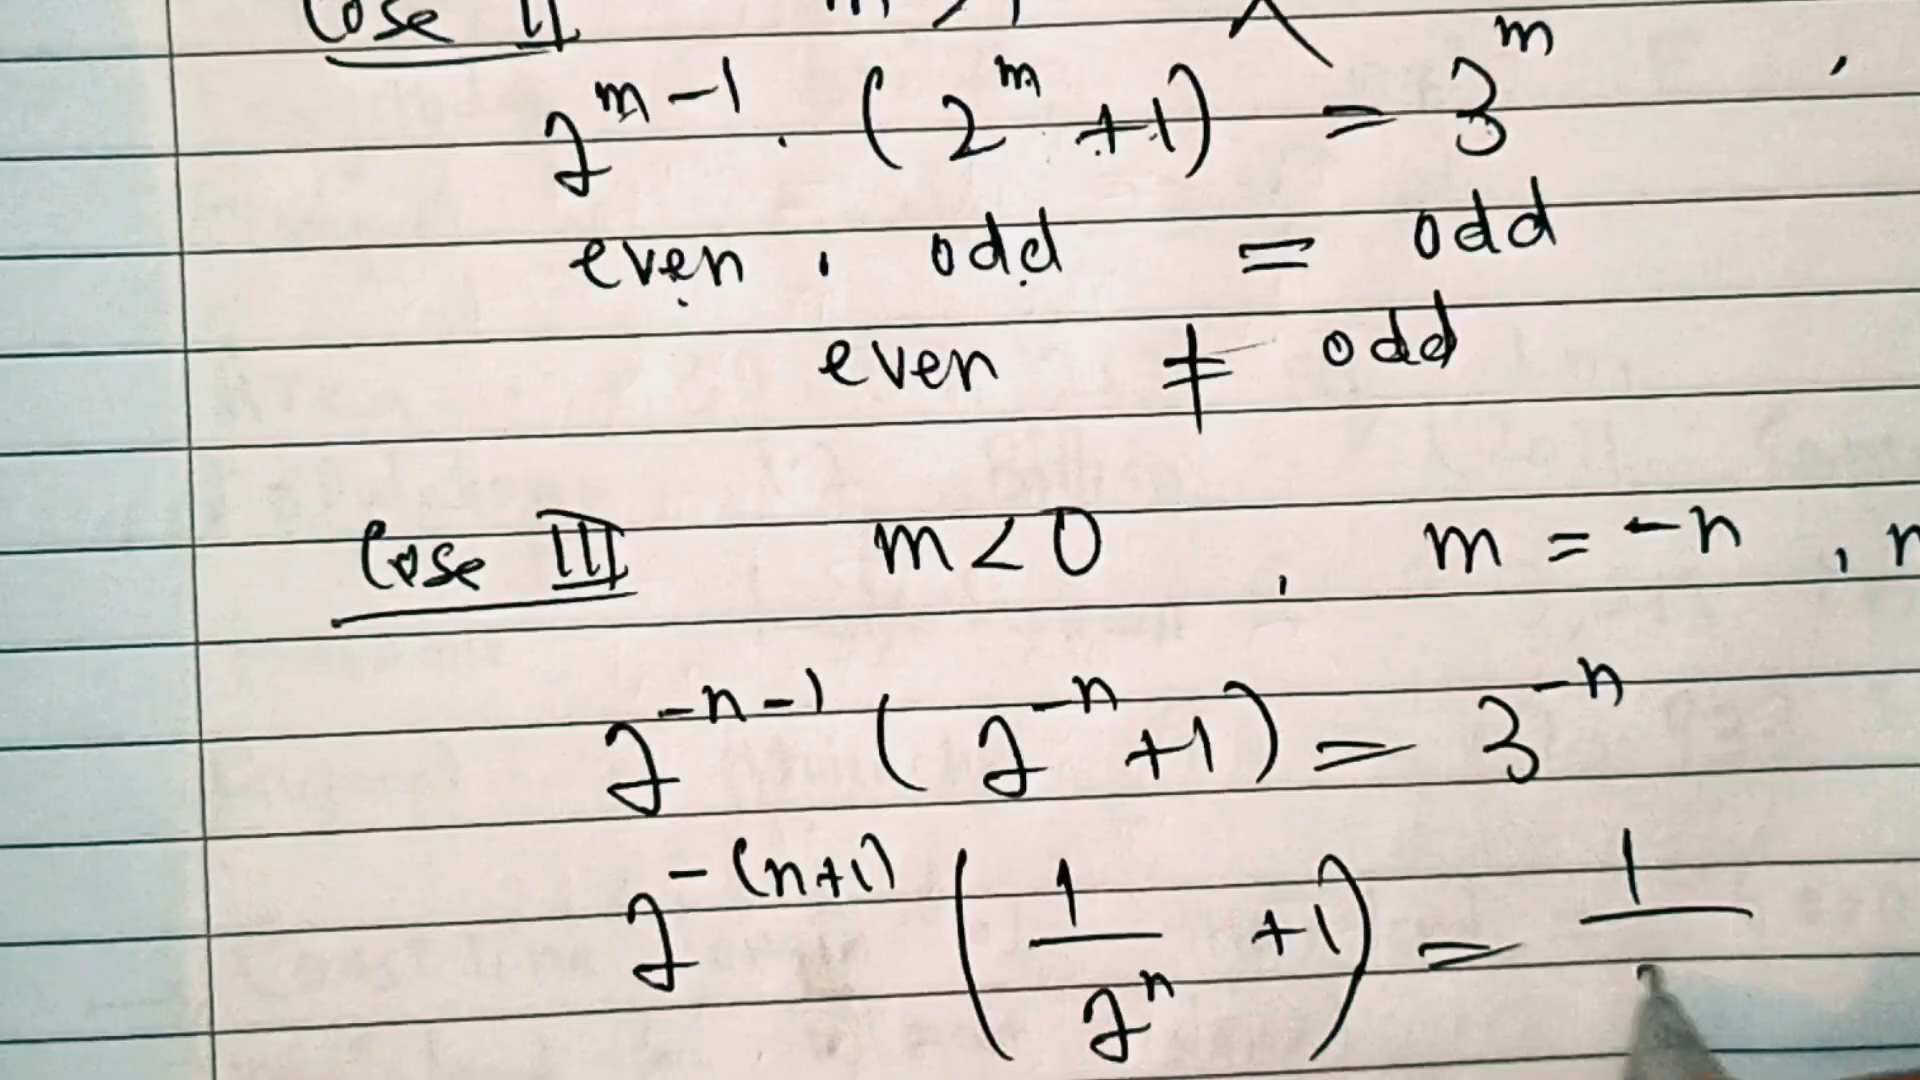 Case II m > 1
2^{m-1} . (2^m + 1) = 3^m ,
even . odd = odd
even ≠ odd
Case III m < 0 , m = -n , n
2^{-n-1} (2^{-n} + 1) = 3^{-n}
2^{-(n+1)} (1/2^n + 1) = 1/